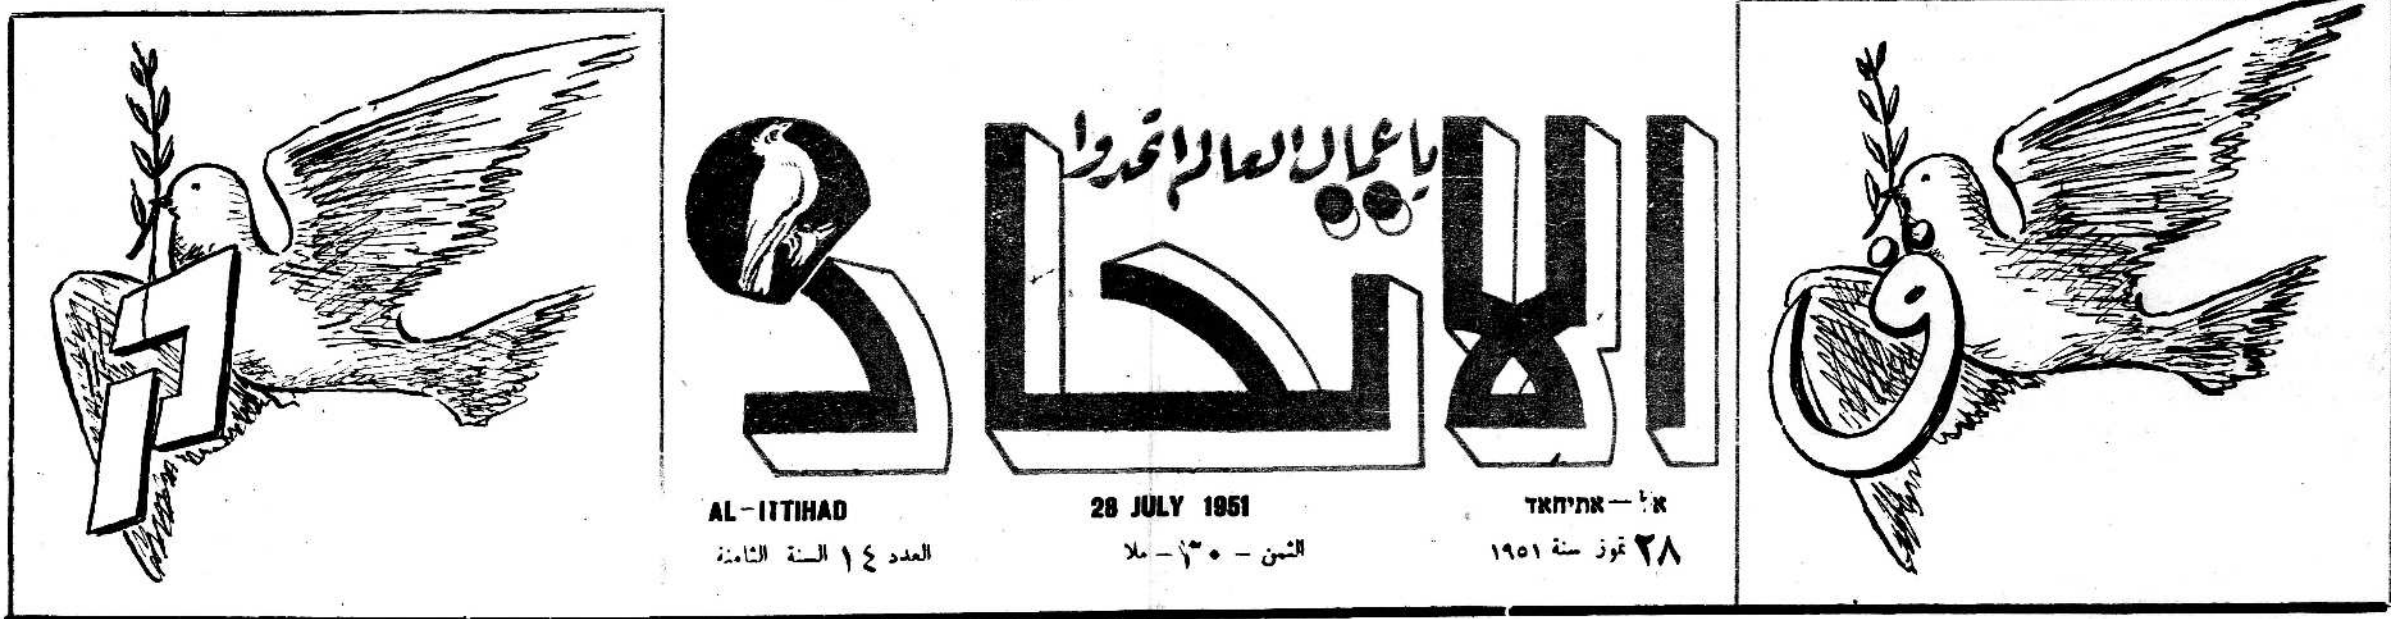 يا عمال العالم اتحدوا
الاتحاد
ق
ק
AL-ITTIHAD
28 JULY 1951
אל — אתיחאד
العدد ١٤ السنة الثامنة
الثمن – ٣٠ – ملا
٢٨ تموز سنة ١٩٥١